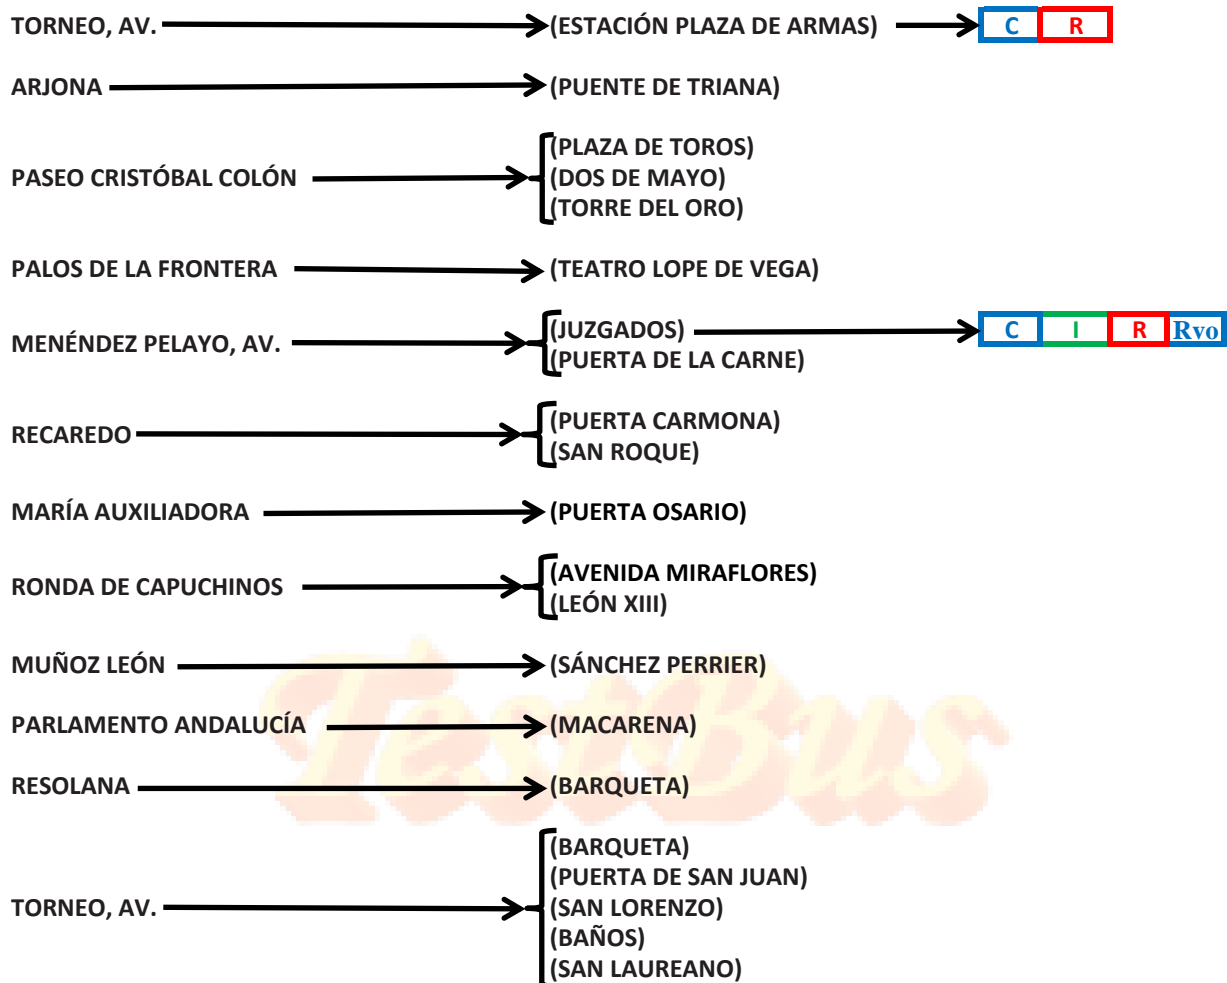 TORNEO, AV. (ESTACIÓN PLAZA DE ARMAS) C R
ARJONA (PUENTE DE TRIANA)
(PLAZA DE TOROS)
PASEO CRISTÓBAL COLÓN (DOS DE MAYO)
(TORRE DEL ORO)
PALOS DE LA FRONTERA (TEATRO LOPE DE VEGA)
(JUZGADOS) C I R Rvo
MENÉNDEZ PELAYO, AV.
(PUERTA DE LA CARNE)
(PUERTA CARMONA)
RECAREDO
(SAN ROQUE)
MARÍA AUXILIADORA (PUERTA OSARIO)
(AVENIDA MIRAFLORES)
RONDA DE CAPUCHINOS
(LEÓN XIII)
MUÑOZ LEÓN (SÁNCHEZ PERRIER)
PARLAMENTO ANDALUCÍA (MACARENA)
RESOLANA (BARQUETA)
(BARQUETA)
(PUERTA DE SAN JUAN)
TORNEO, AV. (SAN LORENZO)
(BAÑOS)
(SAN LAUREANO)
TestBus